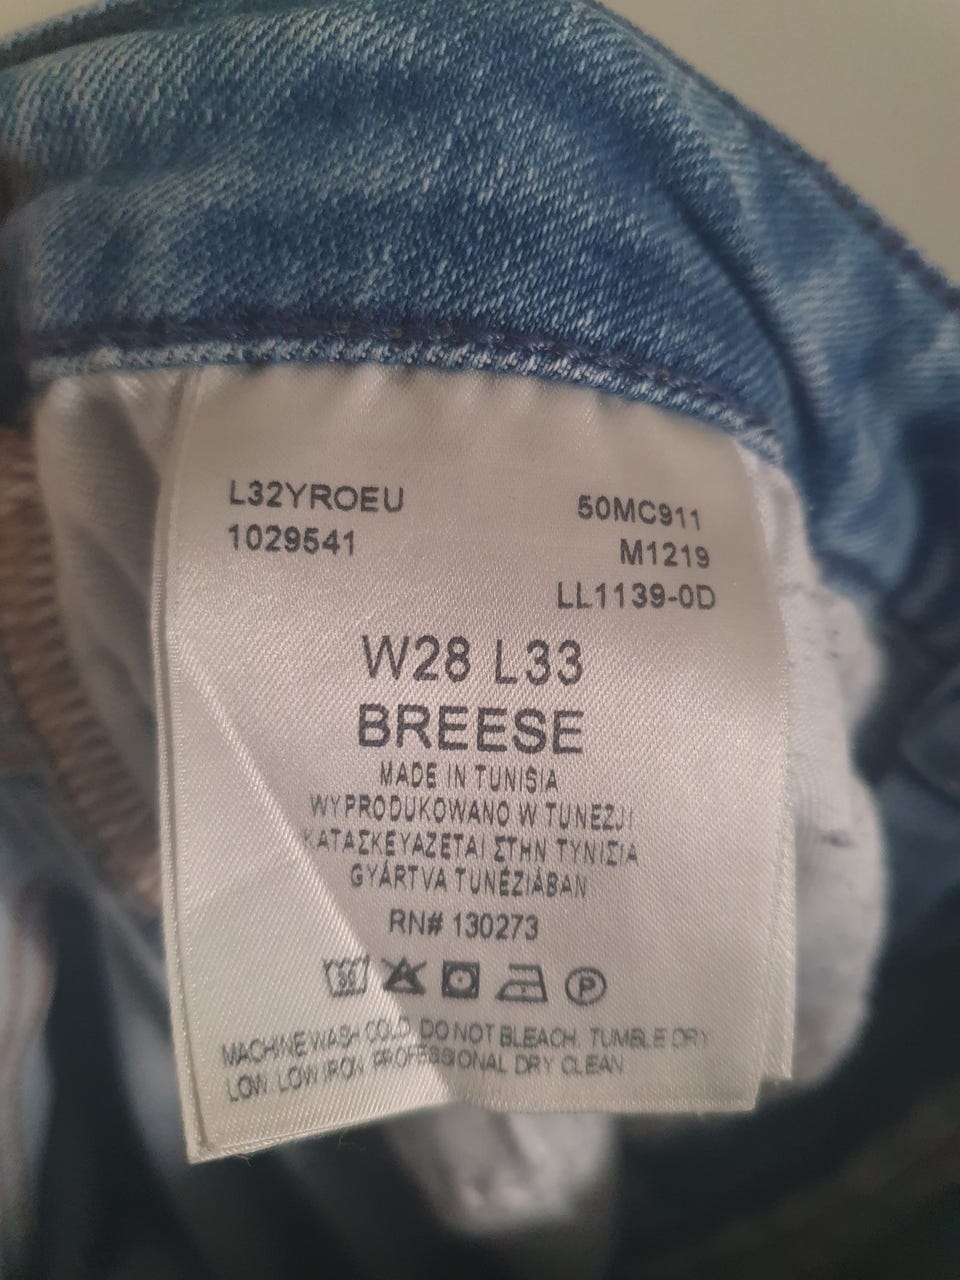 L32YROEU
1029541
50MC911
M1219
LL1139-0D
W28 L33
BREESE
MADE IN TUNISIA
WYPRODUKOWANO W TUNEZJI
ΚΑΤΑΣΚΕΥΑΖΕΤΑΙ ΣΤΗΝ ΤΥΝΙΣΙΑ
GYÁRTVA TUNÉZIÁBAN
RN# 130273
30
P
MACHINE WASH COLD. DO NOT BLEACH. TUMBLE DRY
LOW LOW IRON PROFESSIONAL DRY CLEAN